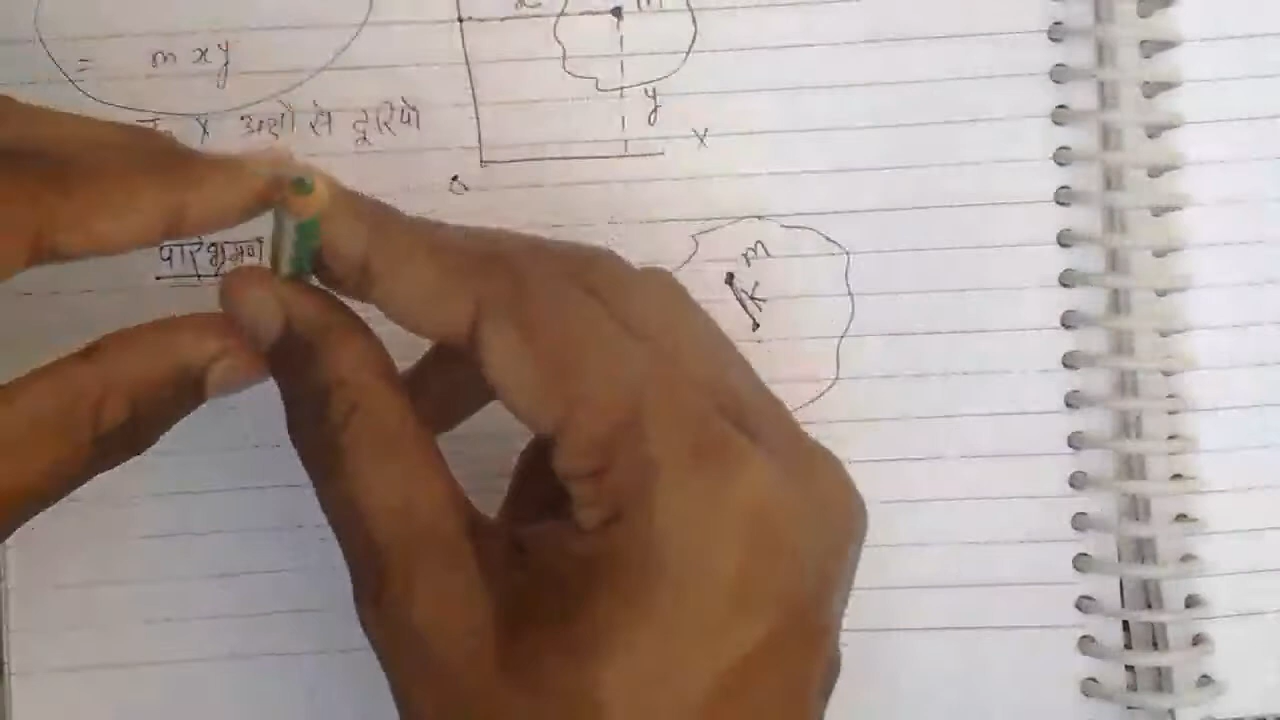 x m
= m x y
x अक्षो से दूरियो
y
x
o
परिभ्रमण
m
K